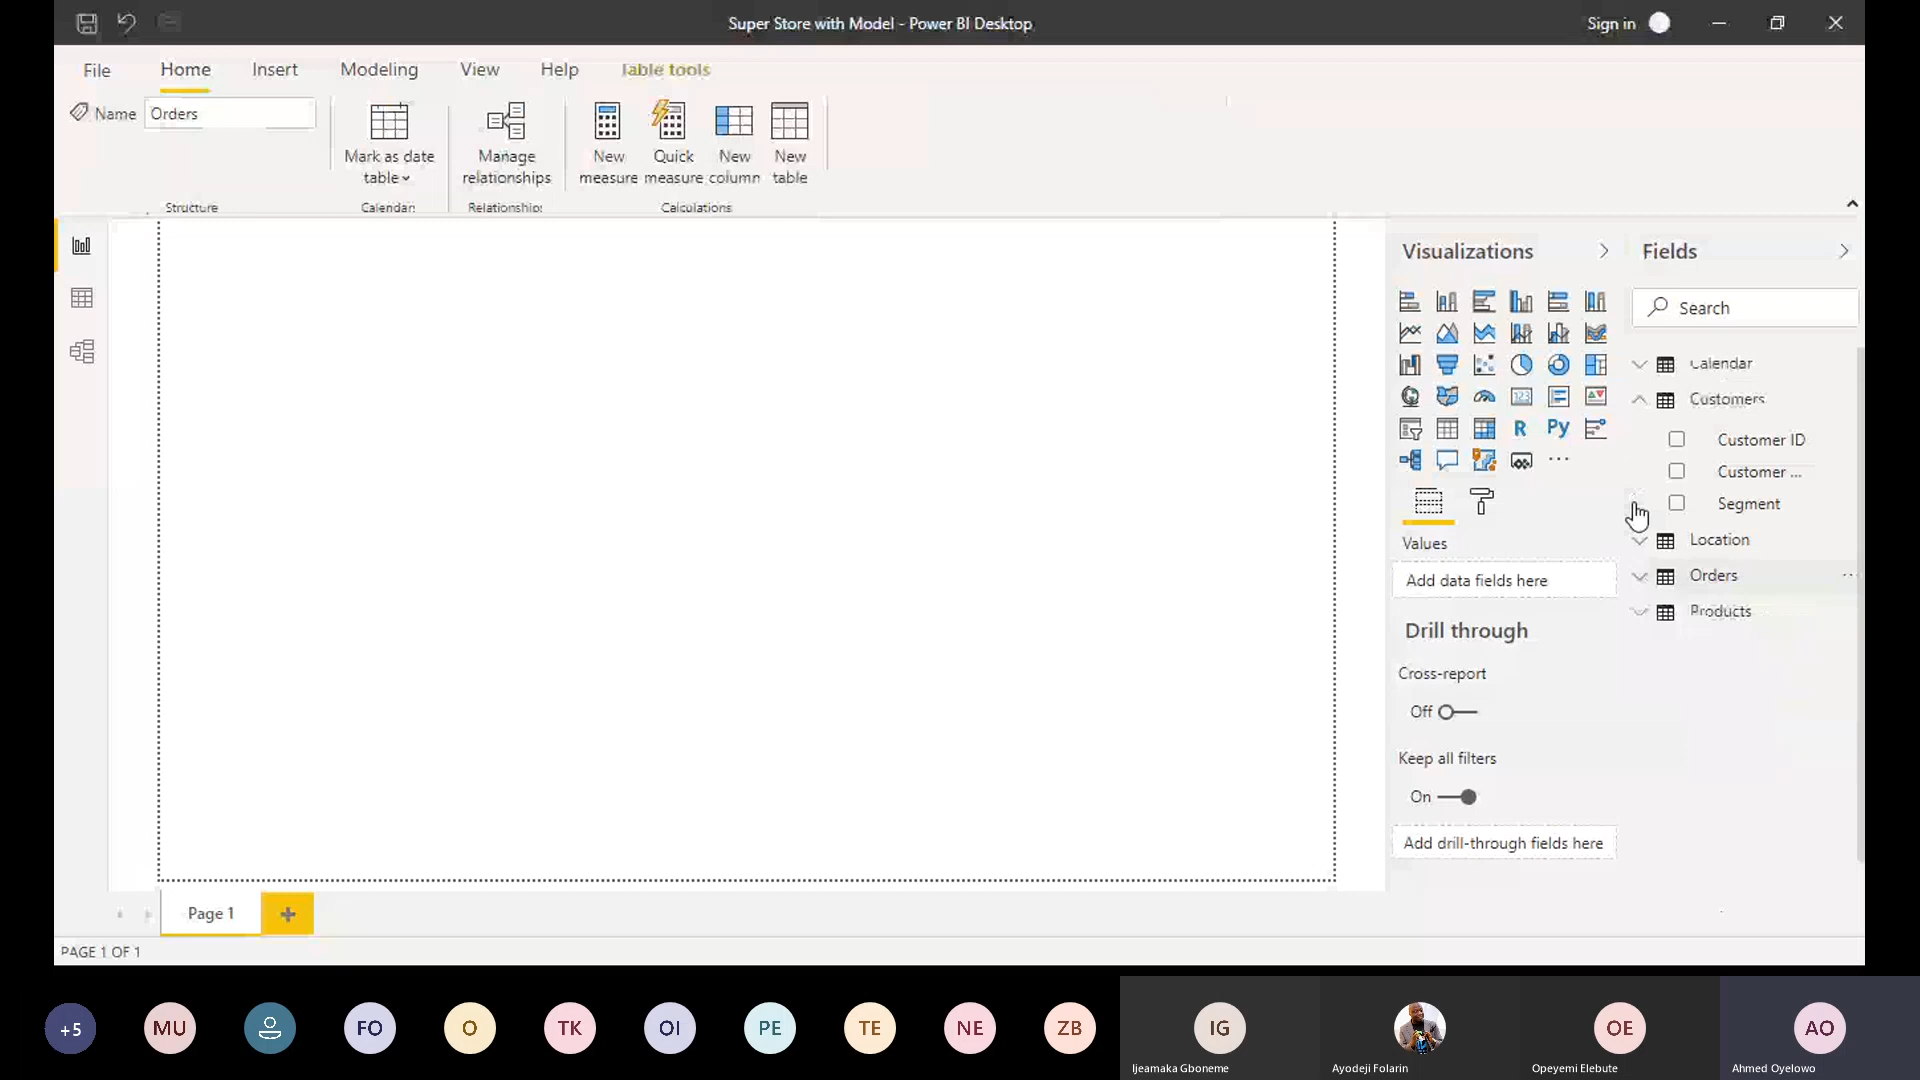 Super Store with Model - Power BI Desktop
Sign in
File Home Insert Modeling View Help Table tools
Name Orders
Mark as date table
Manage relationships
New measure
Quick measure
New column
New table
Structure
Calendars
Relationships
Calculations
Visualizations
Fields
Search
Calendar
Customers
Customer ID
Customer ...
Segment
Location
Orders
Products
R
Py
123
Values
Add data fields here
Drill through
Cross-report
Off
Keep all filters
On
Add drill-through fields here
Page 1
PAGE 1 OF 1
+5 MU FO O TK OI PE TE NE ZB IG OE AO
Ijeamaka Gboneme
Ayodeji Folarin
Opeyemi Elebute
Ahmed Oyelowo